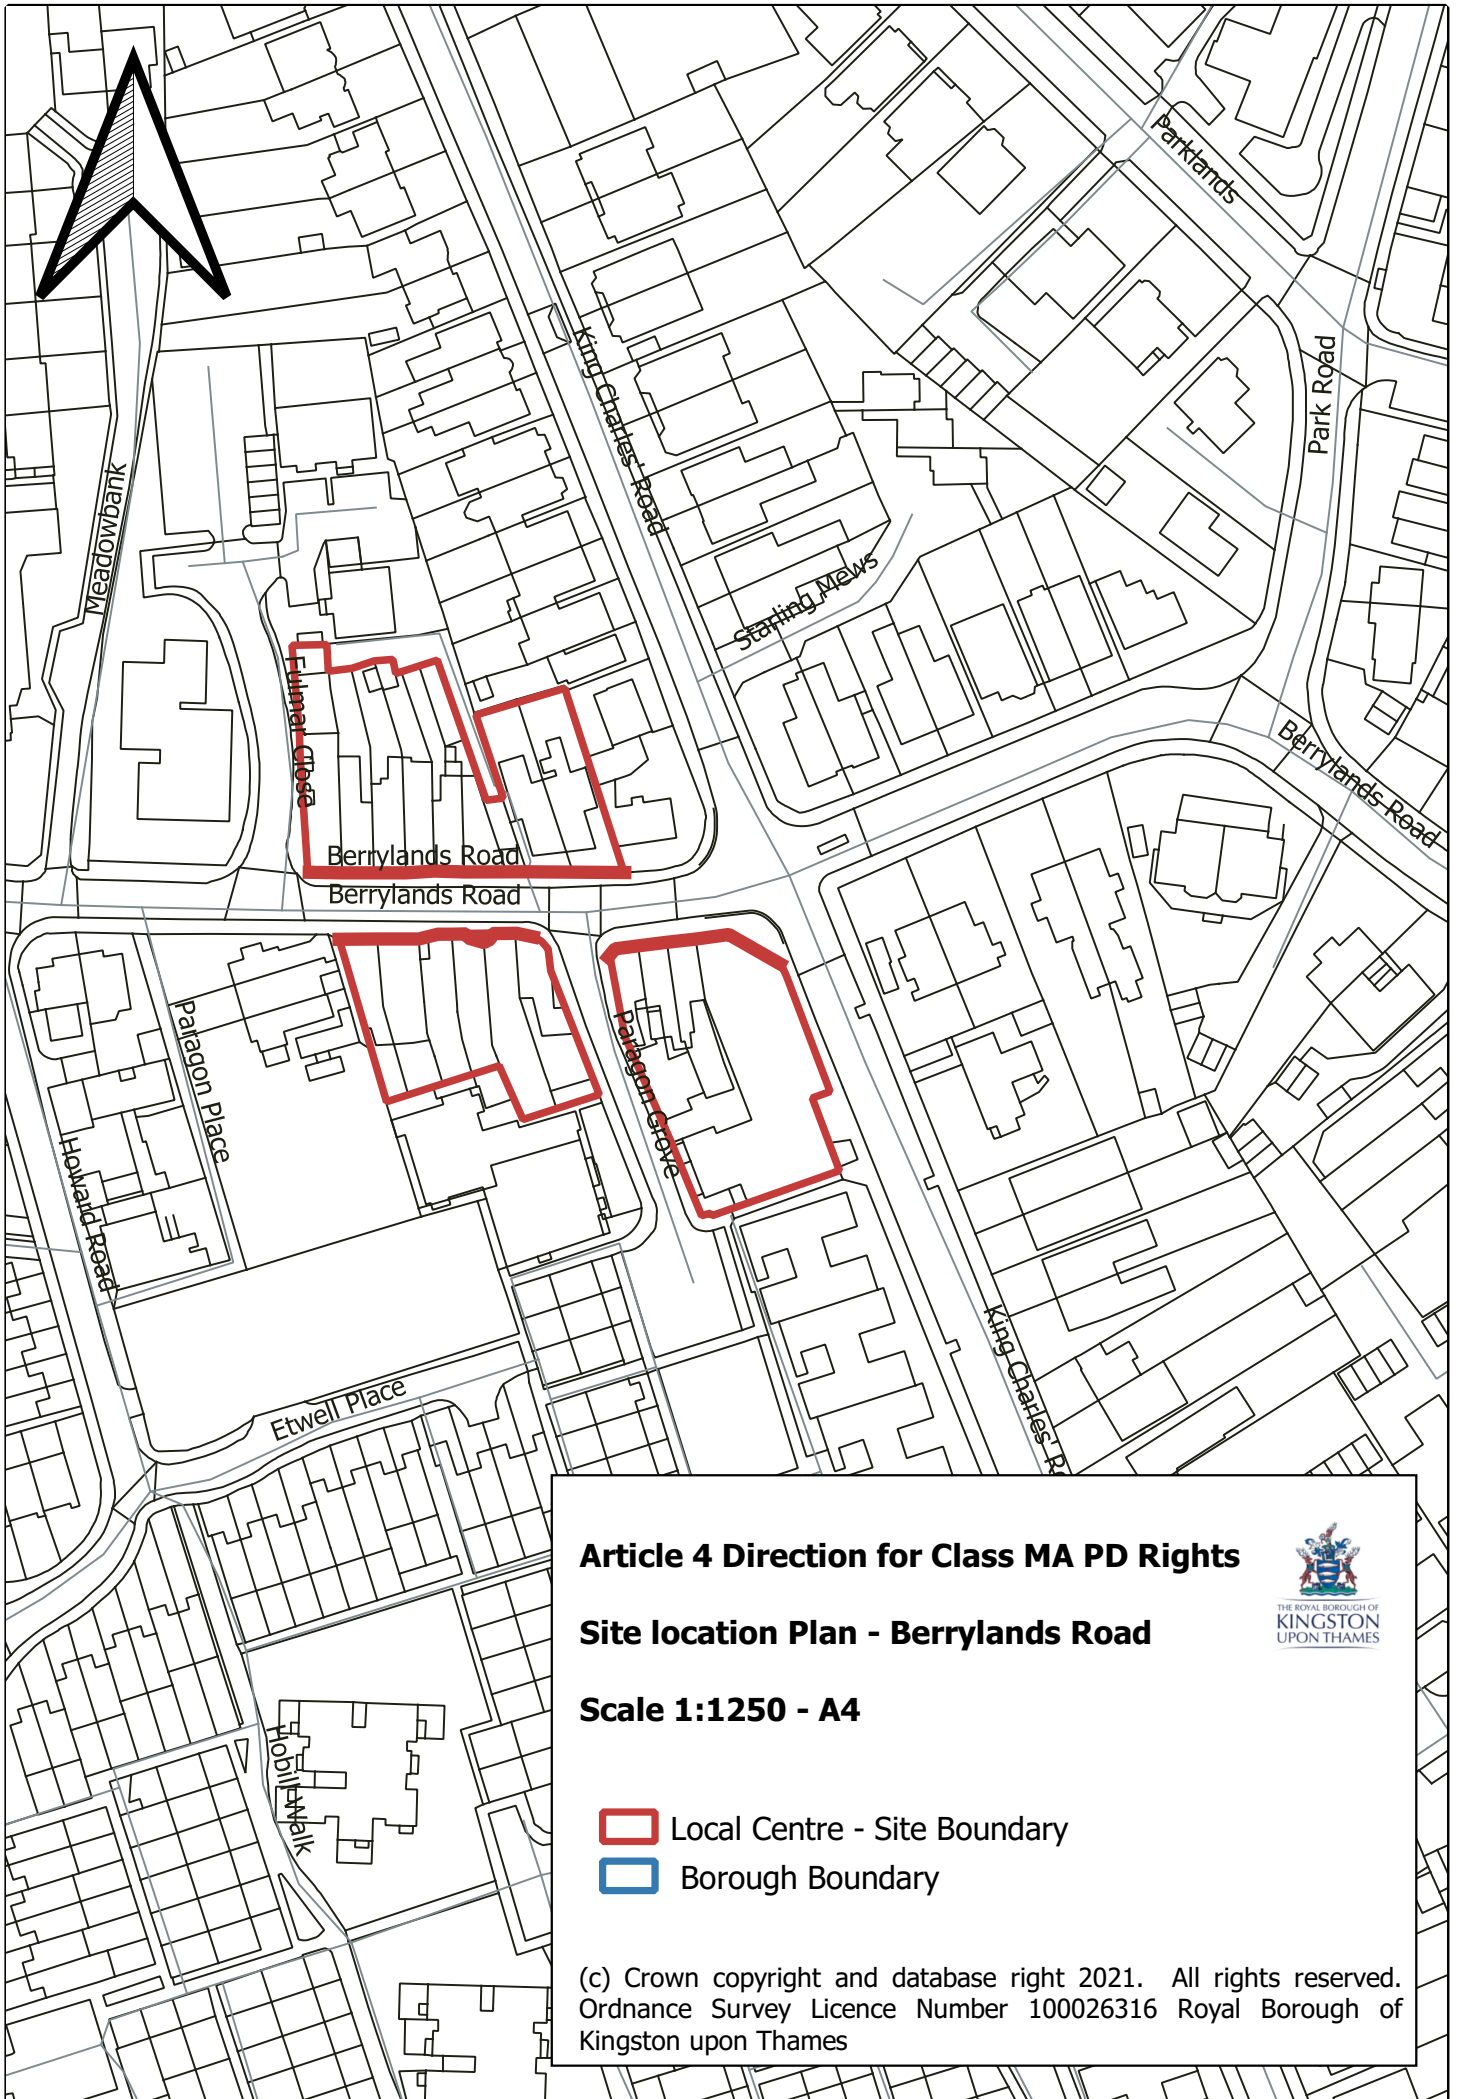 Parklands
King Charles' Road
Park Road
Meadowbank
Starling Mews
Fulmar Close
Berrylands Road
Berrylands Road
Berrylands Road
Paragon Place
Paragon Grove
Howard Road
King Charles' Ro
Etwell Place
Hobill Walk
Article 4 Direction for Class MA PD Rights
Site location Plan - Berrylands Road
Scale 1:1250 - A4
THE ROYAL BOROUGH OF
KINGSTON
UPON THAMES
Local Centre - Site Boundary
Borough Boundary
(c) Crown copyright and database right 2021. All rights reserved.
Ordnance Survey Licence Number 100026316 Royal Borough of
Kingston upon Thames